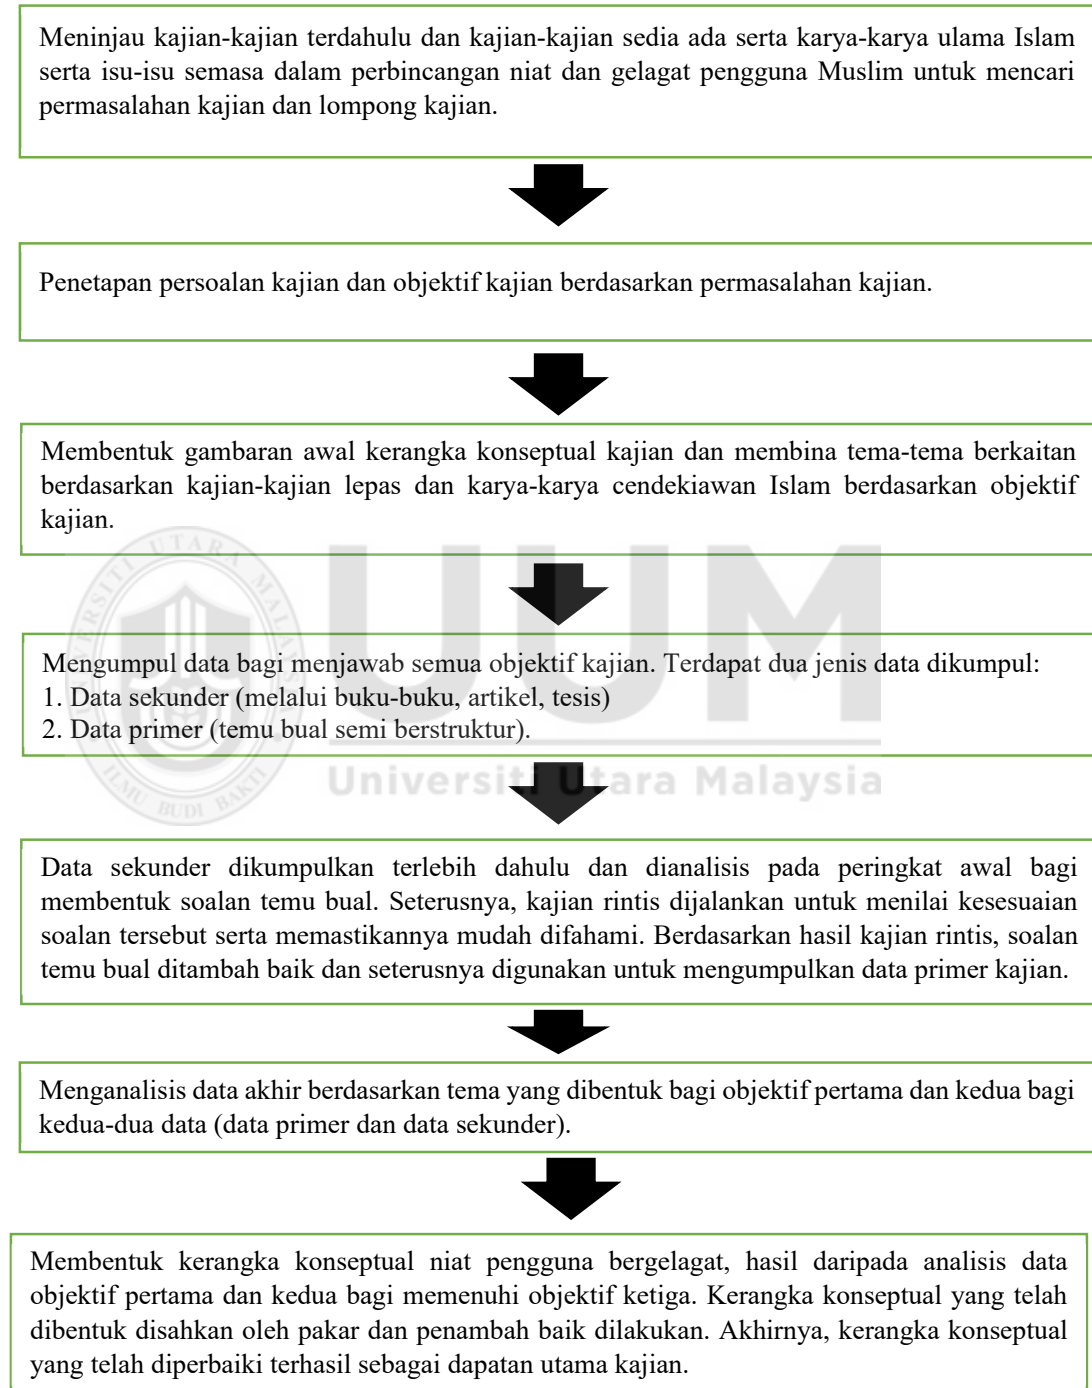 Meninjau kajian-kajian terdahulu dan kajian-kajian sedia ada serta karya-karya ulama Islam
serta isu-isu semasa dalam perbincangan niat dan gelagat pengguna Muslim untuk mencari
permasalahan kajian dan lompong kajian.
Penetapan persoalan kajian dan objektif kajian berdasarkan permasalahan kajian.
Membentuk gambaran awal kerangka konseptual kajian dan membina tema-tema berkaitan
berdasarkan kajian-kajian lepas dan karya-karya cendekiawan Islam berdasarkan objektif
kajian.
UNIVERSITI UTARA MALAYSIA
UUM
Mengumpul data bagi menjawab semua objektif kajian. Terdapat dua jenis data dikumpul:
1. Data sekunder (melalui buku-buku, artikel, tesis)
2. Data primer (temu bual semi berstruktur).
Universiti Utara Malaysia
ILMU BUDI BAKTI
Data sekunder dikumpulkan terlebih dahulu dan dianalisis pada peringkat awal bagi
membentuk soalan temu bual. Seterusnya, kajian rintis dijalankan untuk menilai kesesuaian
soalan tersebut serta memastikannya mudah difahami. Berdasarkan hasil kajian rintis, soalan
temu bual ditambah baik dan seterusnya digunakan untuk mengumpulkan data primer kajian.
Menganalisis data akhir berdasarkan tema yang dibentuk bagi objektif pertama dan kedua bagi
kedua-dua data (data primer dan data sekunder).
Membentuk kerangka konseptual niat pengguna bergelagat, hasil daripada analisis data
objektif pertama dan kedua bagi memenuhi objektif ketiga. Kerangka konseptual yang telah
dibentuk disahkan oleh pakar dan penambah baik dilakukan. Akhirnya, kerangka konseptual
yang telah diperbaiki terhasil sebagai dapatan utama kajian.